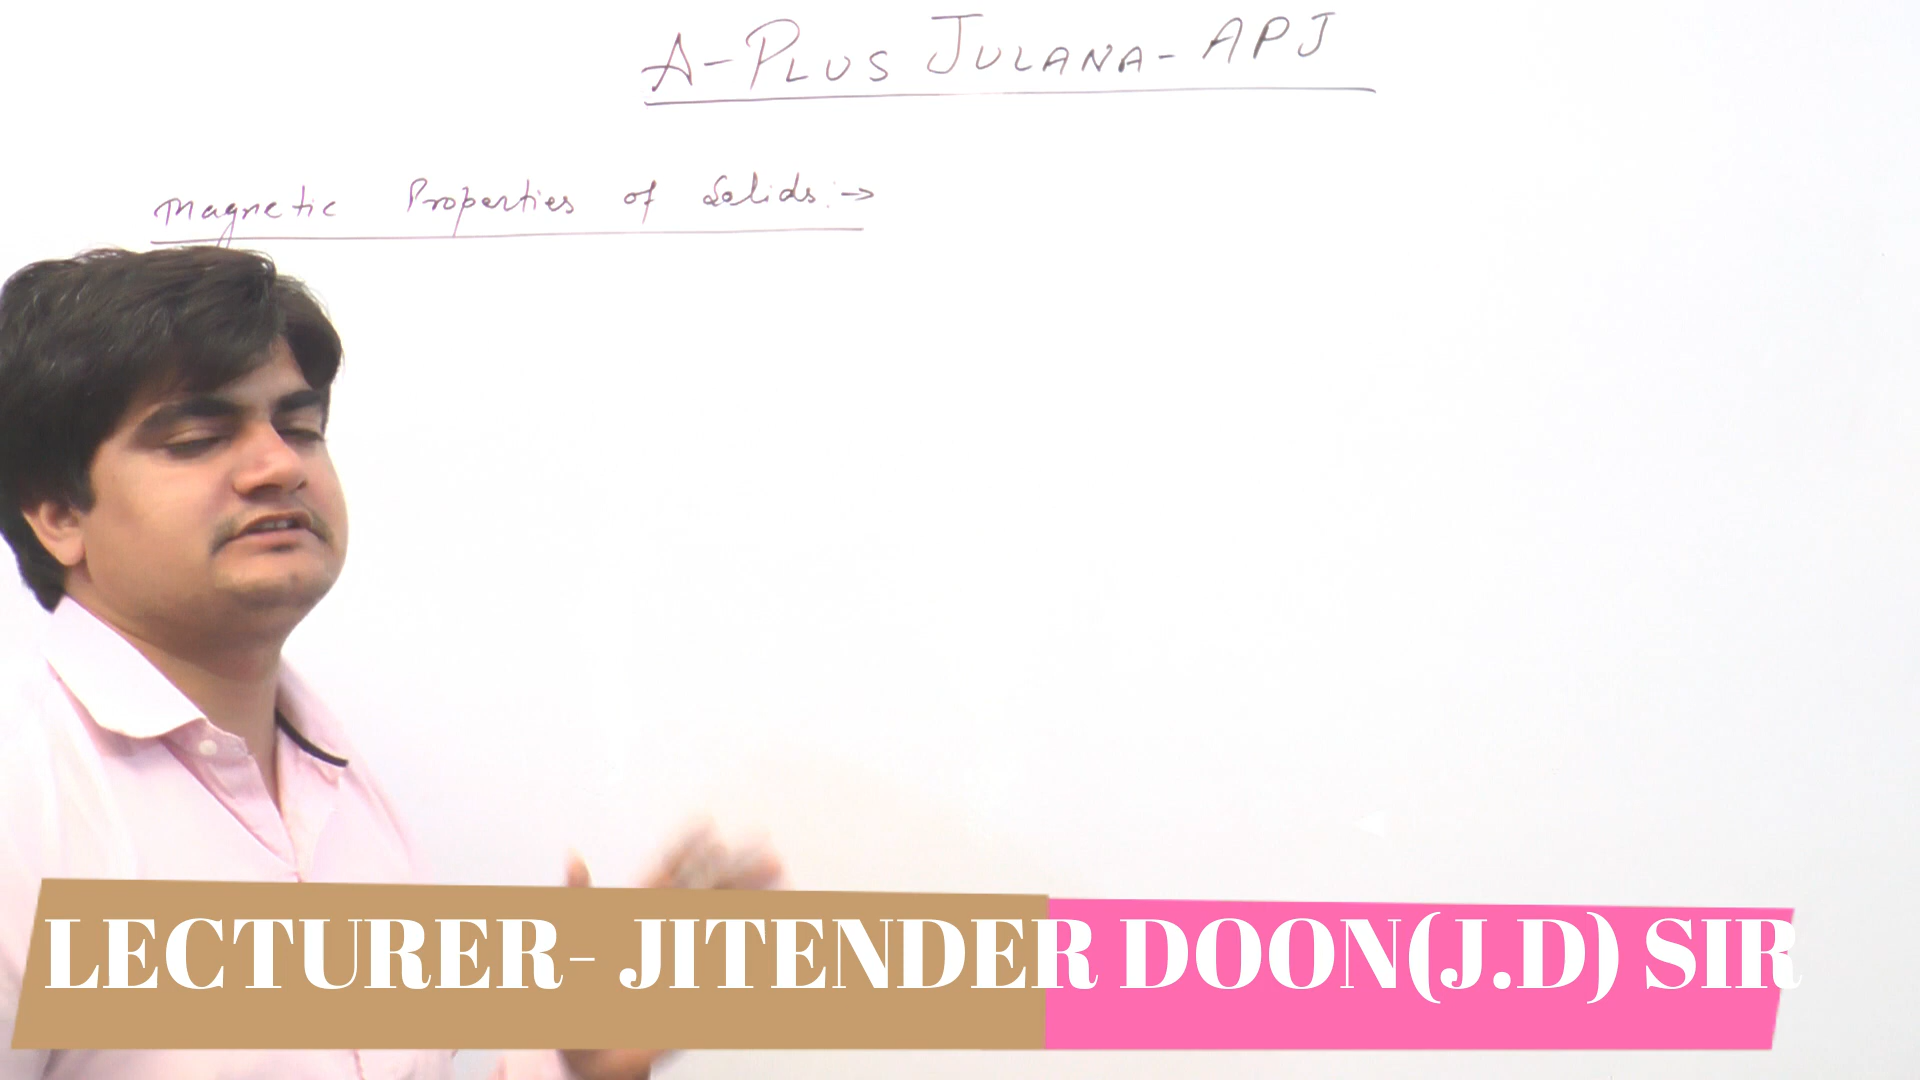 A-PLUS JULANA- APJ
Magnetic Properties of Solids:→
LECTURER- JITENDER DOON(J.D) SIR